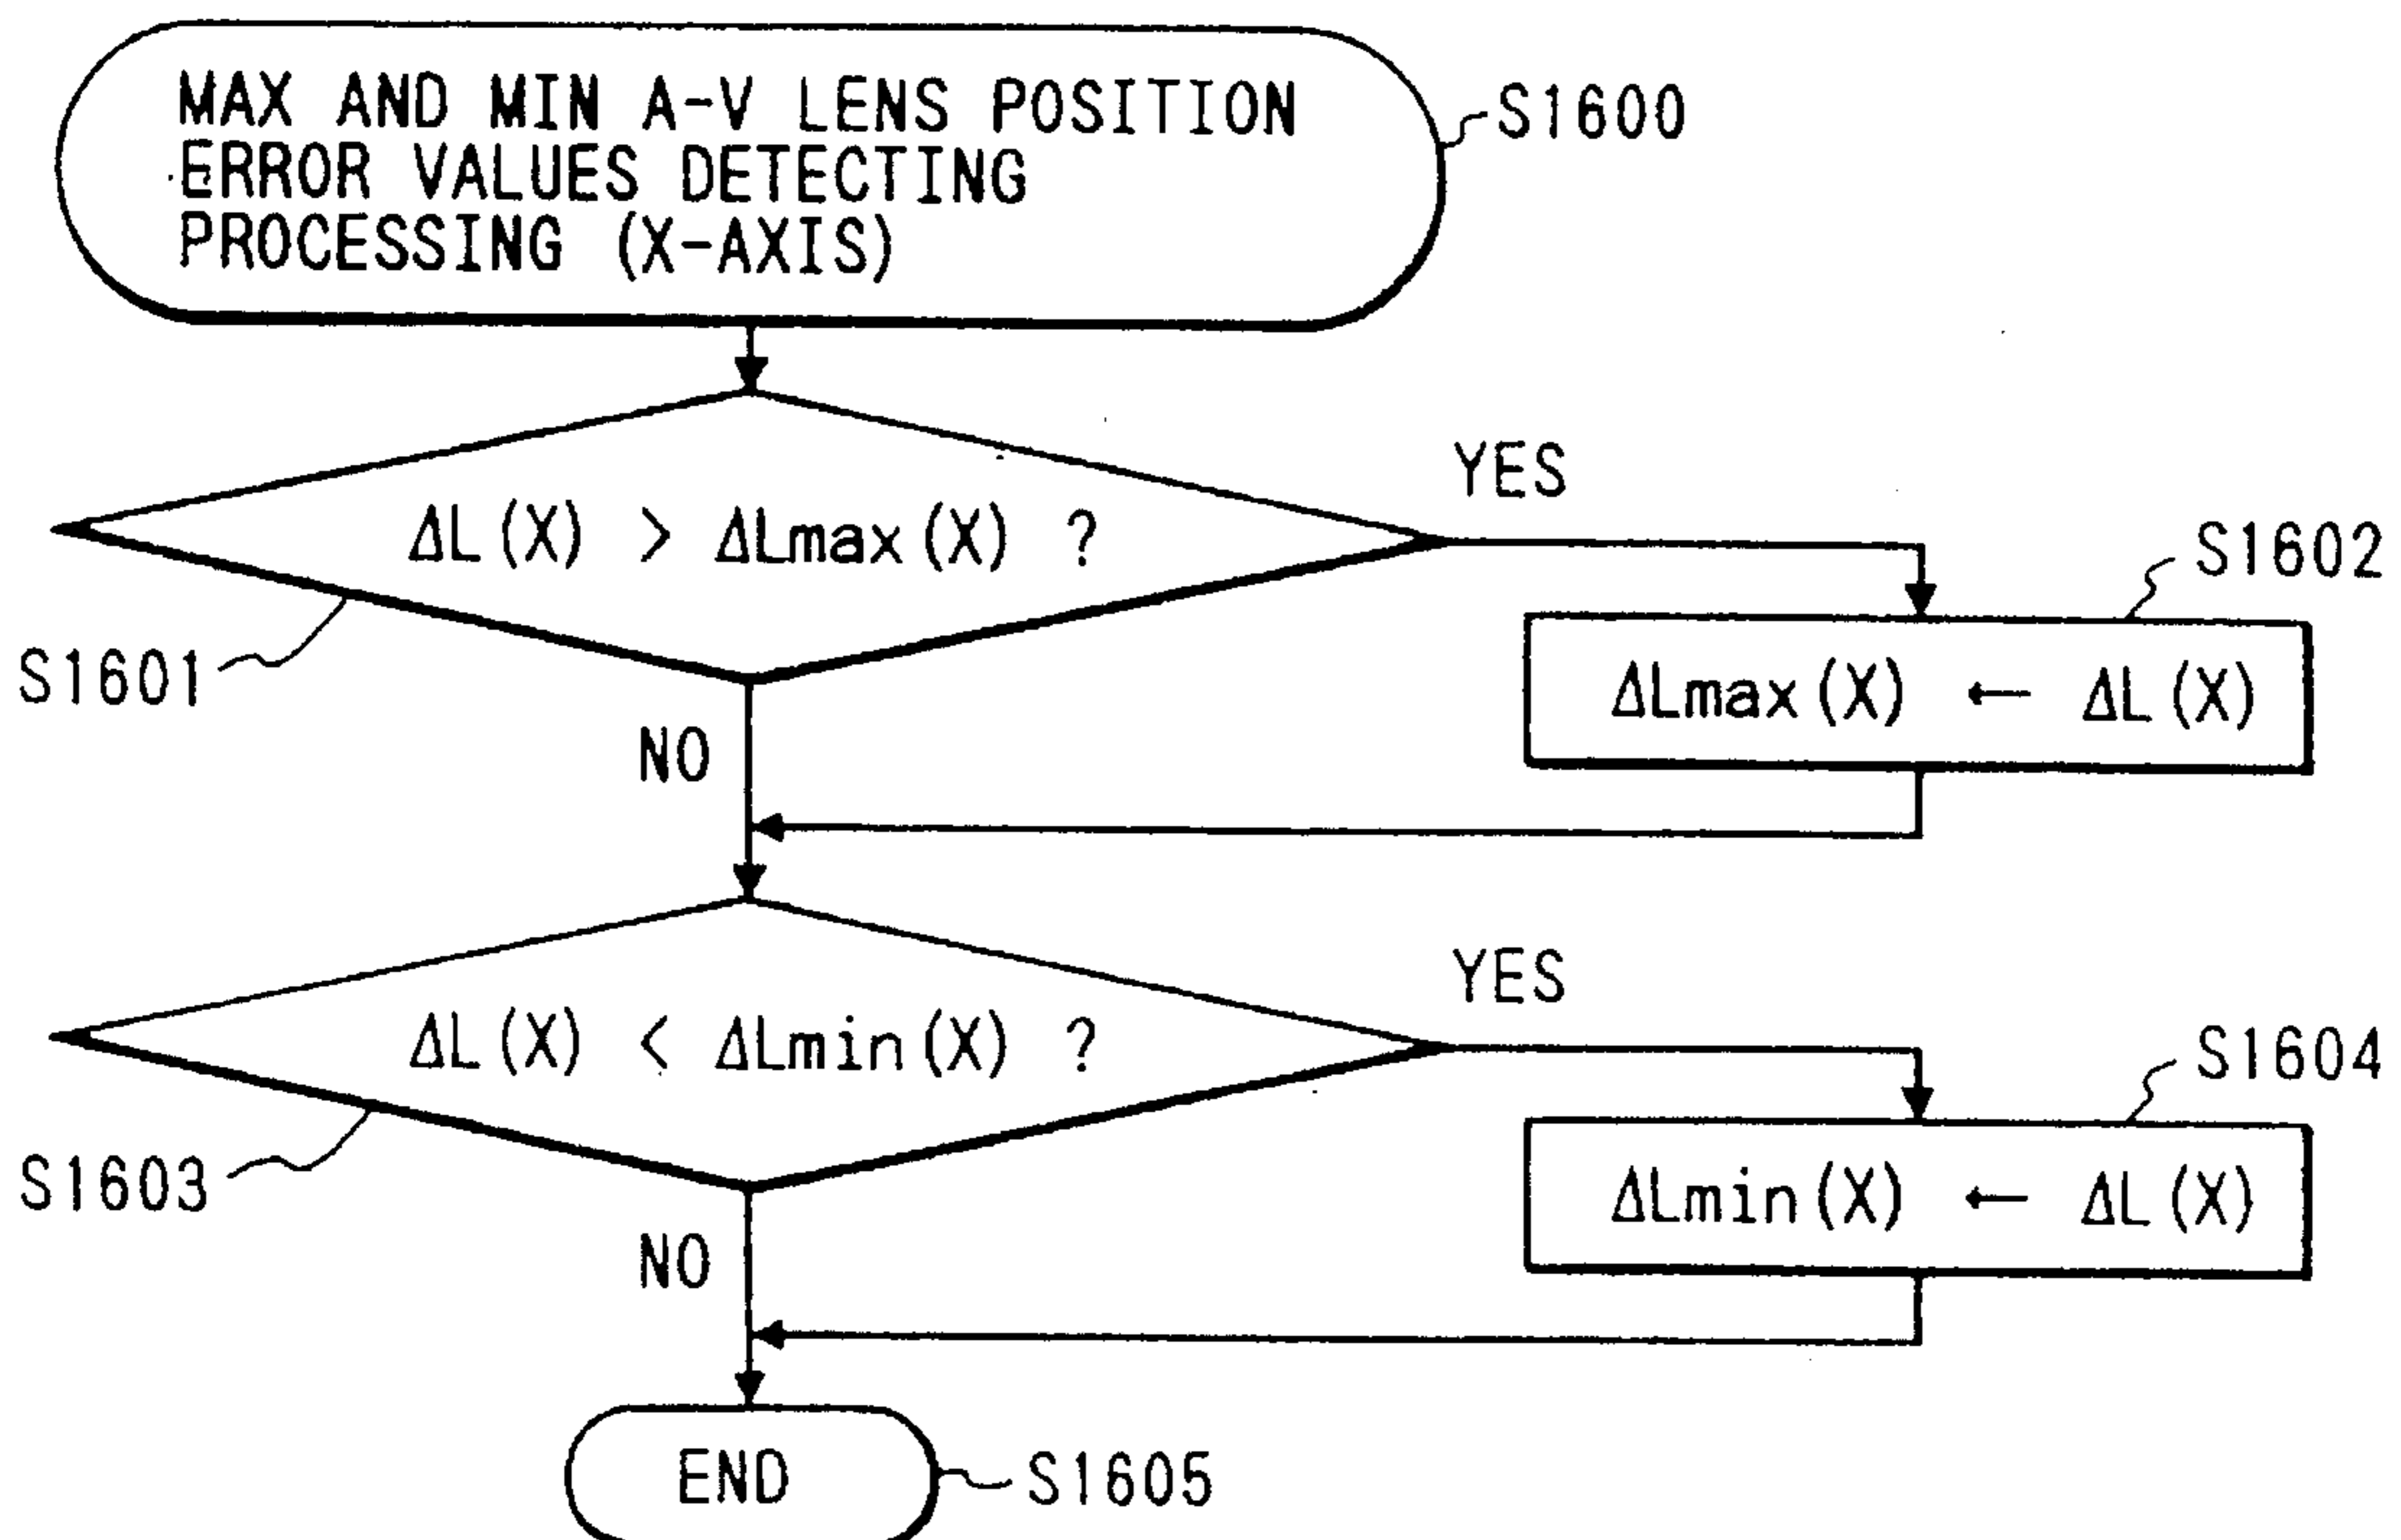 MAX AND MIN A-V LENS POSITION
ERROR VALUES DETECTING
PROCESSING (X-AXIS)
S1600
ΔL(X) > ΔLmax(X) ?
YES
S1602
S1601
ΔLmax(X) ← ΔL(X)
NO
ΔL(X) < ΔLmin(X) ?
YES
S1604
S1603
ΔLmin(X) ← ΔL(X)
NO
END
S1605